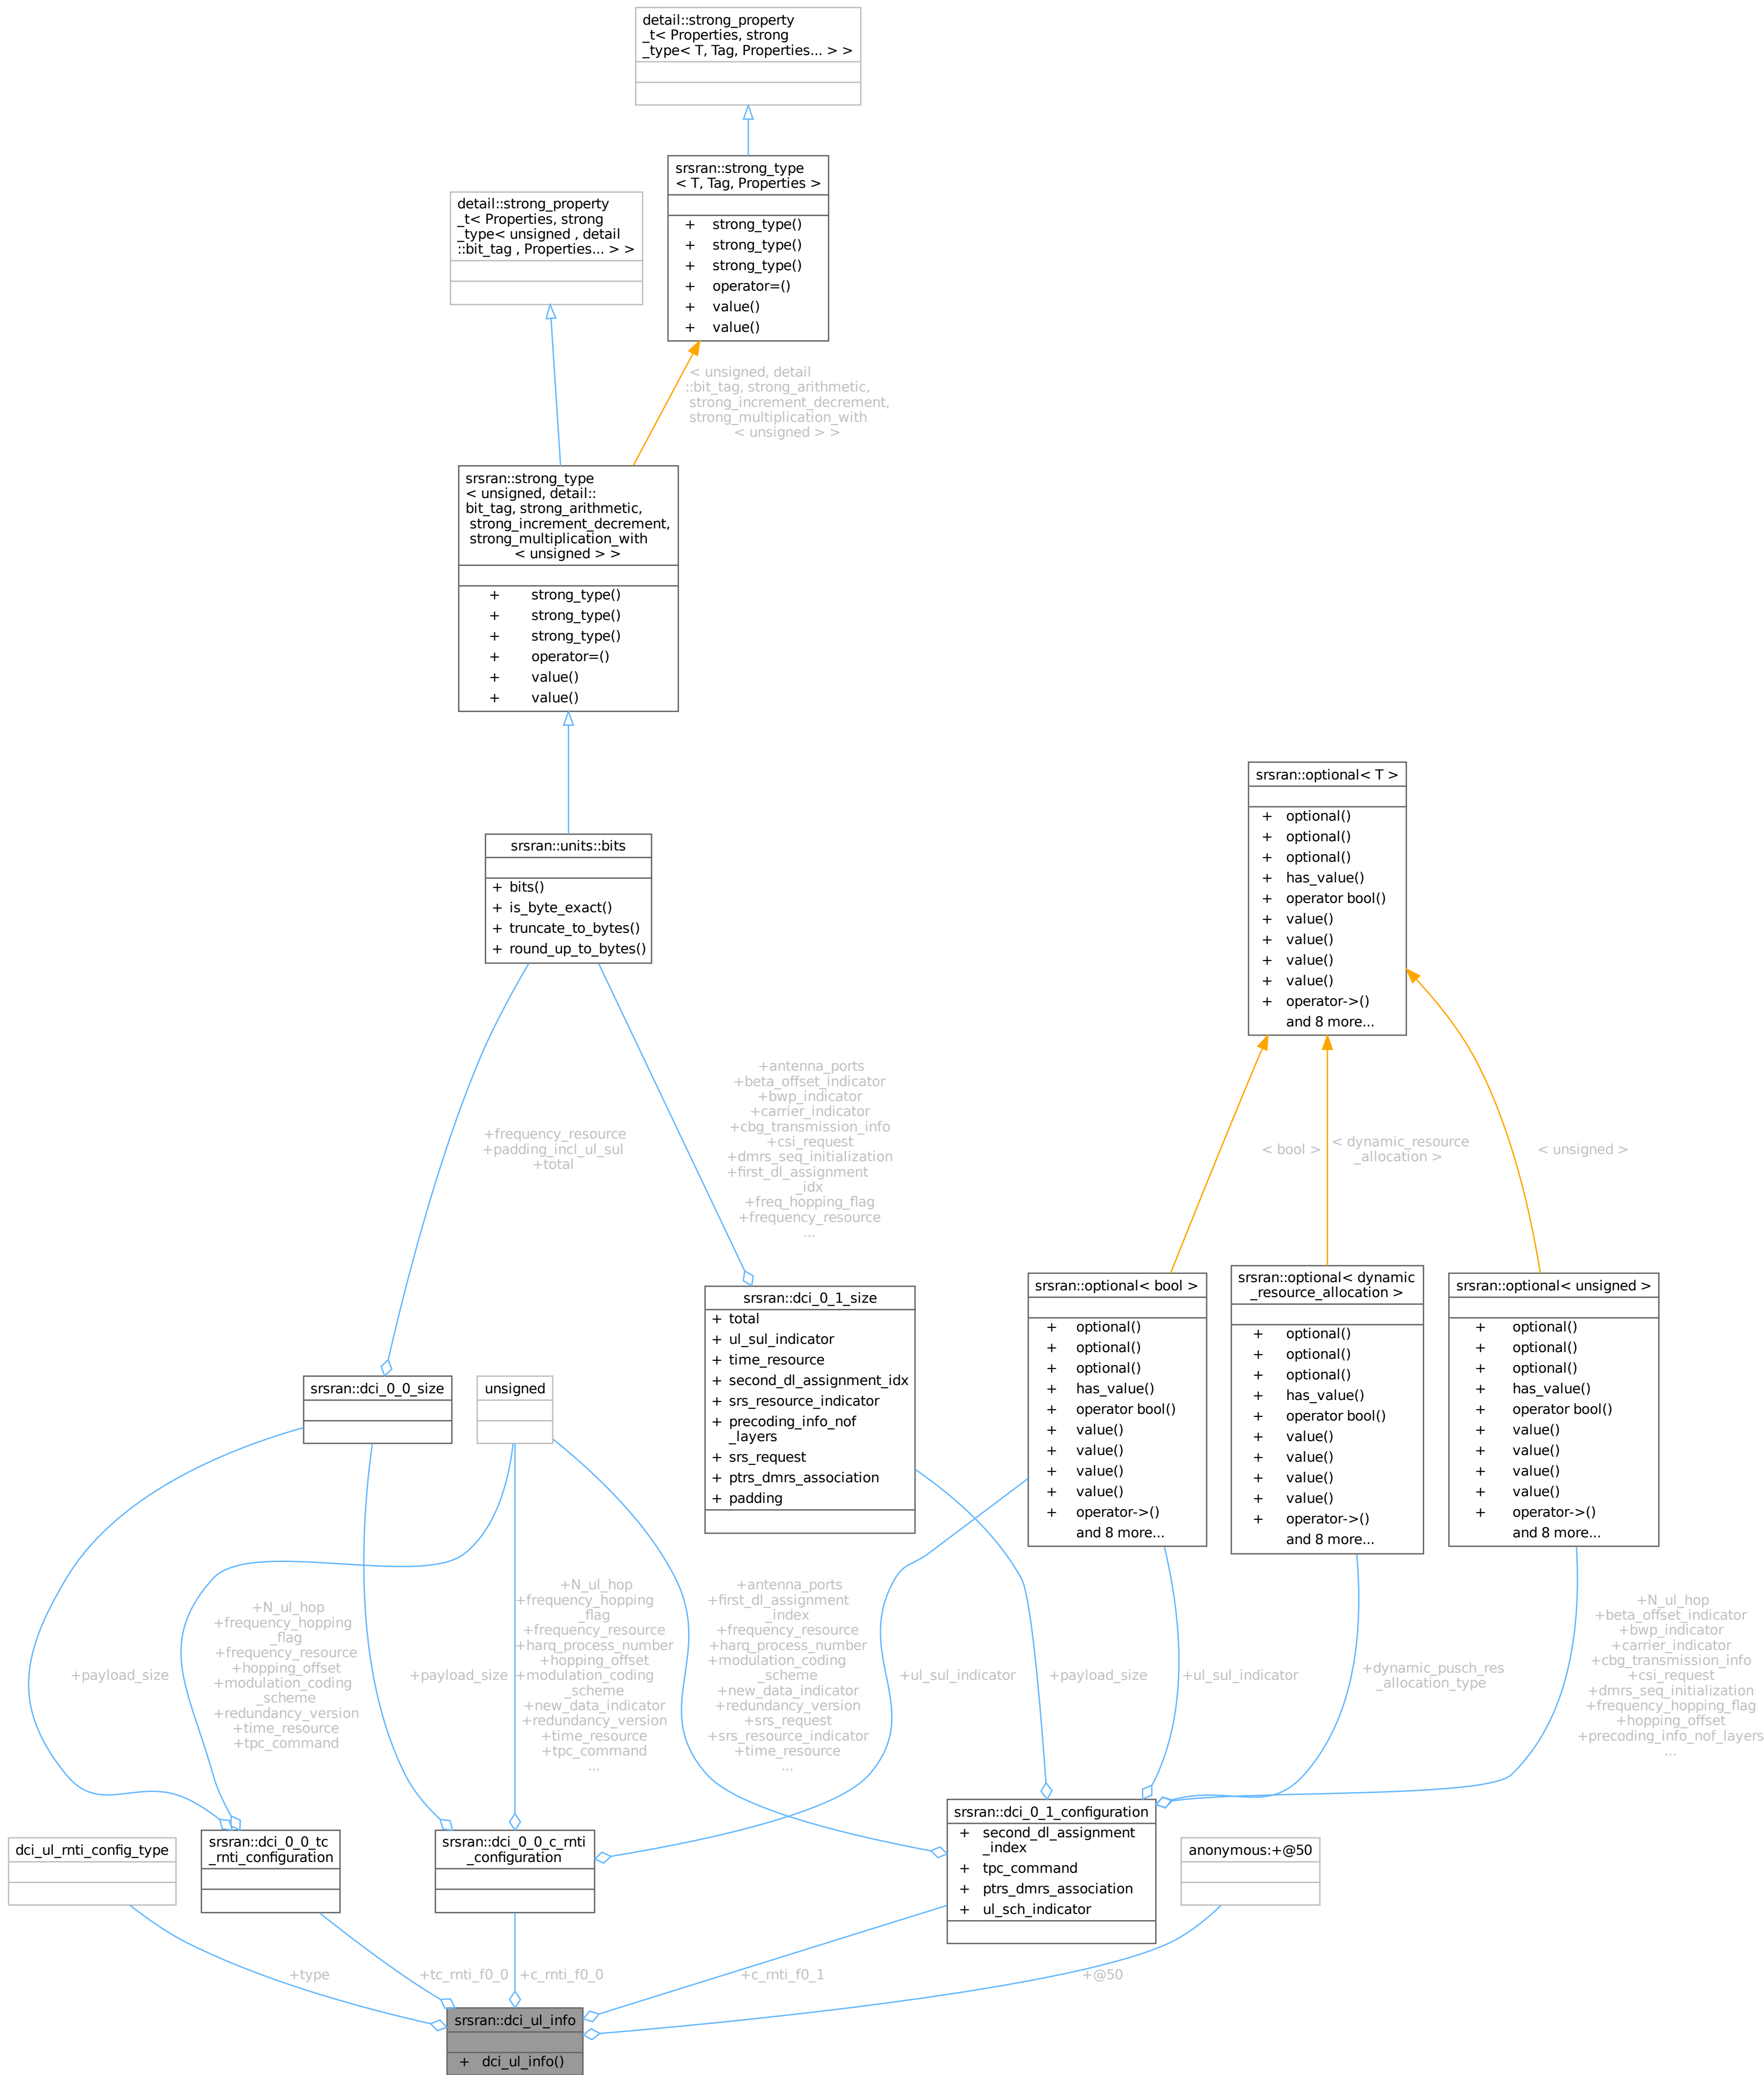 detail::strong_property
_t< Properties, strong
_type< T, Tag, Properties... > >
srsran::strong_type
< T, Tag, Properties >
+ strong_type()
+ strong_type()
+ strong_type()
+ operator=()
+ value()
+ value()
detail::strong_property
_t< Properties, strong
_type< unsigned , detail
::bit_tag , Properties... > >
< unsigned, detail
::bit_tag, strong_arithmetic,
strong_increment_decrement,
strong_multiplication_with
< unsigned > >
srsran::strong_type
< unsigned, detail::
bit_tag, strong_arithmetic,
strong_increment_decrement,
strong_multiplication_with
< unsigned > >
+ strong_type()
+ strong_type()
+ strong_type()
+ operator=()
+ value()
+ value()
srsran::units::bits
+ bits()
+ is_byte_exact()
+ truncate_to_bytes()
+ round_up_to_bytes()
srsran::optional< T >
+ optional()
+ optional()
+ optional()
+ has_value()
+ operator bool()
+ value()
+ value()
+ value()
+ value()
+ operator->()
and 8 more...
+frequency_resource
+padding_incl_ul_sul
+total
+antenna_ports
+beta_offset_indicator
+bwp_indicator
+carrier_indicator
+cbg_transmission_info
+csi_request
+dmrs_seq_initialization
+first_dl_assignment
_idx
+freq_hopping_flag
+frequency_resource
...
< bool >
< dynamic_resource
_allocation >
< unsigned >
srsran::dci_0_0_size
unsigned
srsran::dci_0_1_size
+ total
+ ul_sul_indicator
+ time_resource
+ second_dl_assignment_idx
+ srs_resource_indicator
+ precoding_info_nof
_layers
+ srs_request
+ ptrs_dmrs_association
+ padding
srsran::optional< bool >
+ optional()
+ optional()
+ optional()
+ has_value()
+ operator bool()
+ value()
+ value()
+ value()
+ value()
+ operator->()
and 8 more...
srsran::optional< dynamic
_resource_allocation >
+ optional()
+ optional()
+ optional()
+ has_value()
+ operator bool()
+ value()
+ value()
+ value()
+ value()
+ operator->()
and 8 more...
srsran::optional< unsigned >
+ optional()
+ optional()
+ optional()
+ has_value()
+ operator bool()
+ value()
+ value()
+ value()
+ value()
+ operator->()
and 8 more...
+payload_size
+N_ul_hop
+frequency_hopping
_flag
+frequency_resource
+hopping_offset
+modulation_coding
_scheme
+redundancy_version
+time_resource
+tpc_command
+payload_size
+N_ul_hop
+frequency_hopping
_flag
+frequency_resource
+harq_process_number
+hopping_offset
+modulation_coding
_scheme
+new_data_indicator
+redundancy_version
+time_resource
+tpc_command
...
+antenna_ports
+first_dl_assignment
_index
+frequency_resource
+harq_process_number
+modulation_coding
_scheme
+new_data_indicator
+redundancy_version
+srs_request
+srs_resource_indicator
+time_resource
...
+ul_sul_indicator
+payload_size
+ul_sul_indicator
+dynamic_pusch_res
_allocation_type
+N_ul_hop
+beta_offset_indicator
+bwp_indicator
+carrier_indicator
+cbg_transmission_info
+csi_request
+dmrs_seq_initialization
+frequency_hopping_flag
+hopping_offset
+precoding_info_nof_layers
...
dci_ul_rnti_config_type
srsran::dci_0_0_tc
_rnti_configuration
srsran::dci_0_0_c_rnti
_configuration
srsran::dci_0_1_configuration
+ second_dl_assignment
_index
+ tpc_command
+ ptrs_dmrs_association
+ ul_sch_indicator
anonymous:+@50
+type
+tc_rnti_f0_0
+c_rnti_f0_0
+c_rnti_f0_1
+@50
srsran::dci_ul_info
+ dci_ul_info()